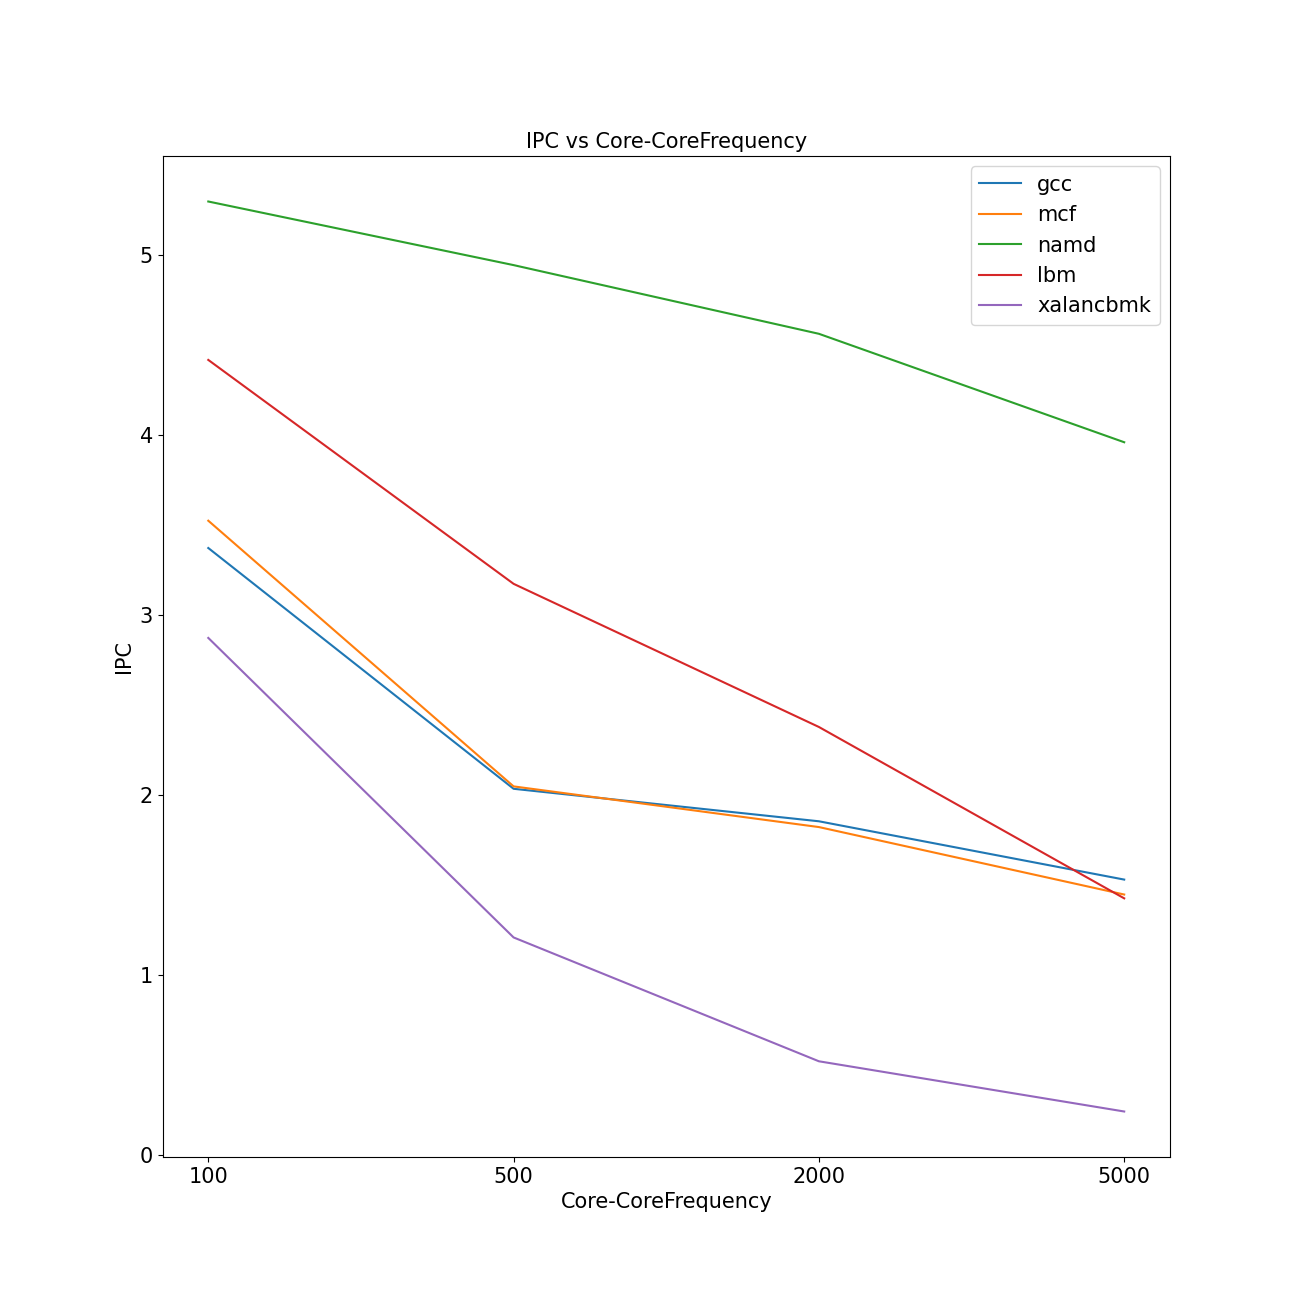 IPC vs Core-CoreFrequency
gcc
mcf
namd
lbm
xalancbmk
5
4
3
2
1
0
IPC
100 500 2000 5000
Core-CoreFrequency